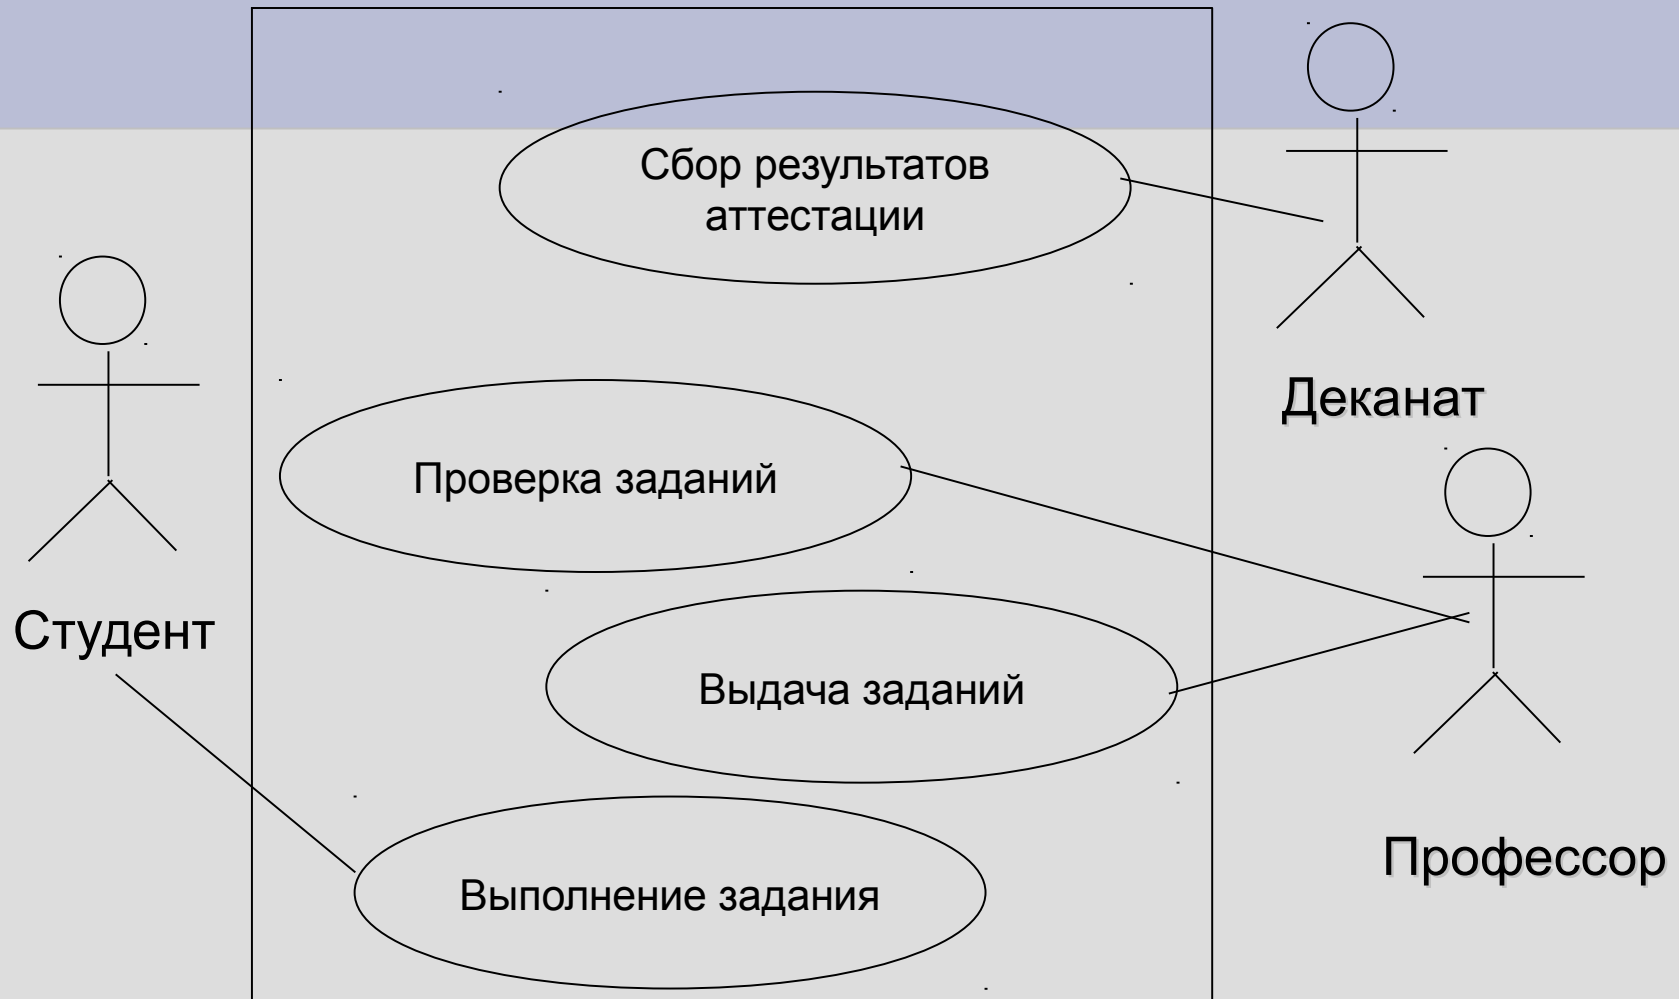 Сбор результатов
аттестации
Деканат
Проверка заданий
Студент
Выдача заданий
Профессор
Выполнение задания